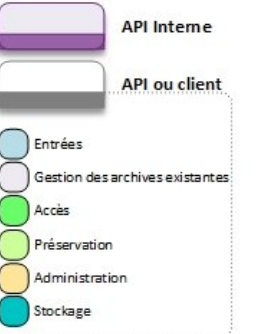 API Interne
API ou client
Entrées
Gestion des archives existantes
Accès
Préservation
Administration
Stockage